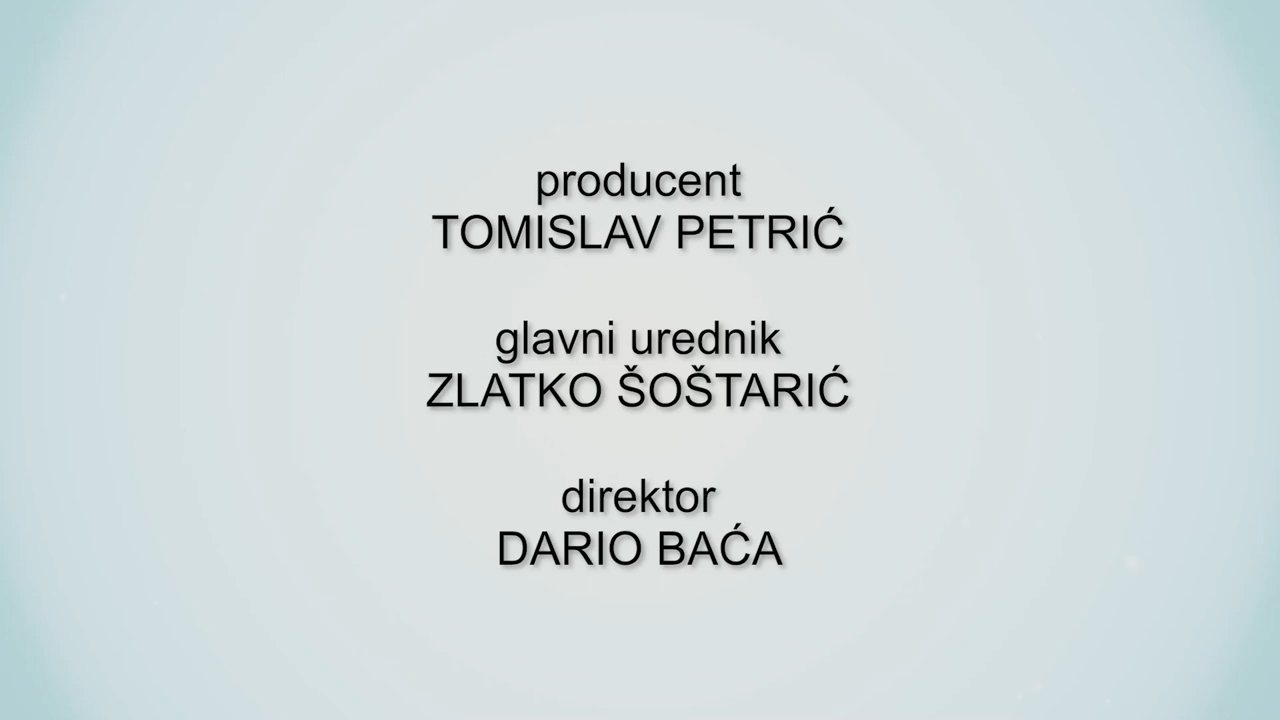 producent
TOMISLAV PETRIĆ
glavni urednik
ZLATKO ŠOŠTARIĆ
direktor
DARIO BAĆA